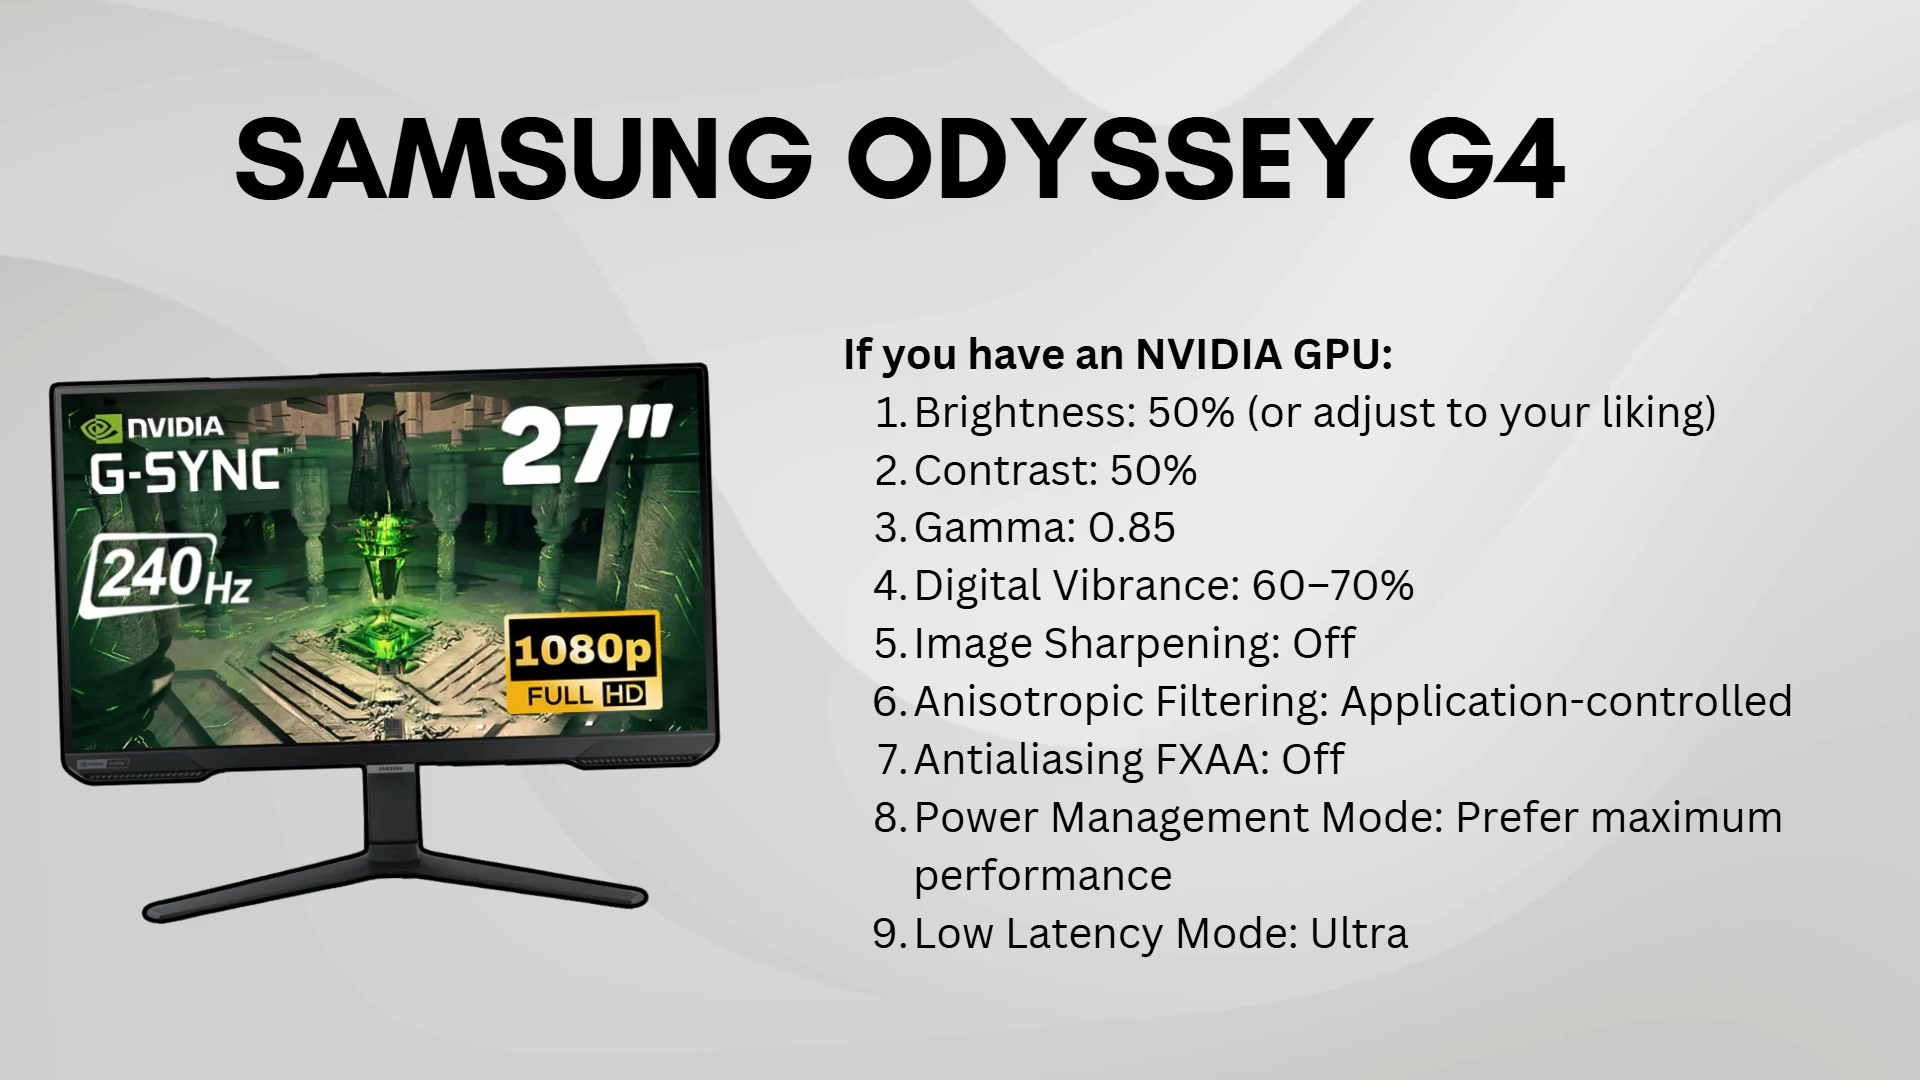 SAMSUNG ODYSSEY G4
NVIDIA
G-SYNC™
27"
240Hz
1080p
FULL HD
SAMSUNG
If you have an NVIDIA GPU:
1. Brightness: 50% (or adjust to your liking)
2. Contrast: 50%
3. Gamma: 0.85
4. Digital Vibrance: 60–70%
5. Image Sharpening: Off
6. Anisotropic Filtering: Application-controlled
7. Antialiasing FXAA: Off
8. Power Management Mode: Prefer maximum
performance
9. Low Latency Mode: Ultra